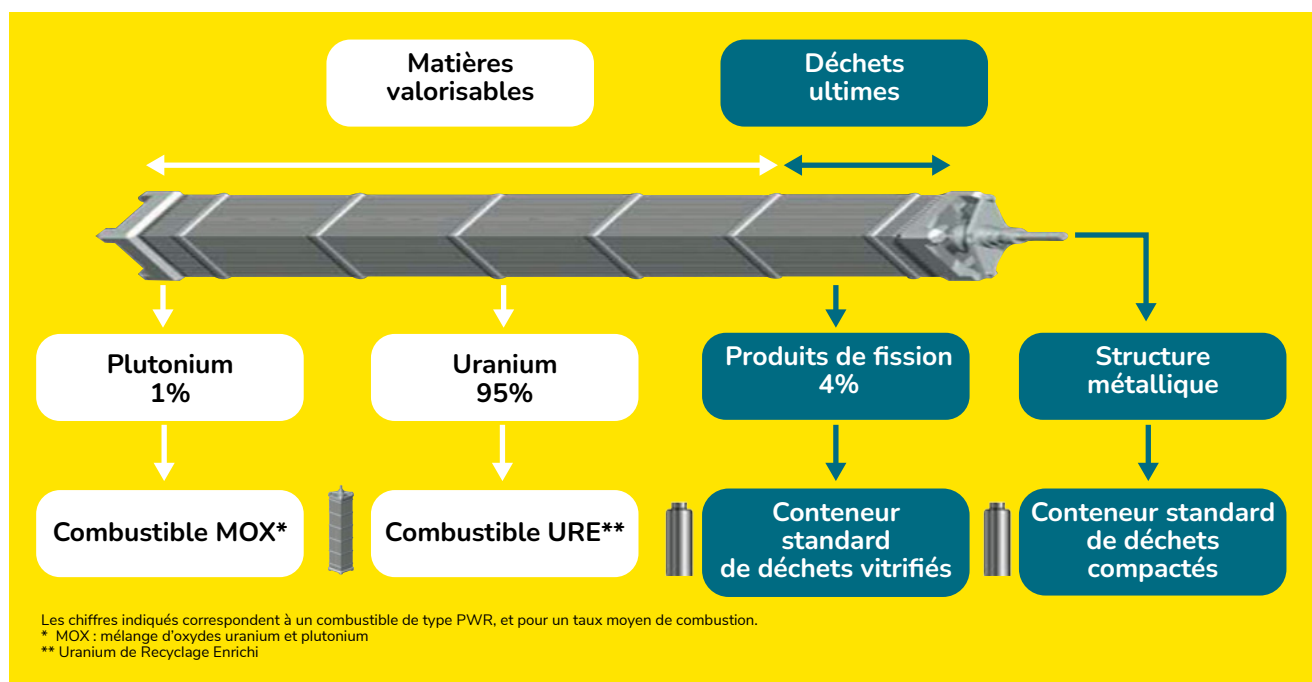 Matières
valorisables
Déchets
ultimes
Plutonium
1%
Uranium
95%
Produits de fission
4%
Structure
métallique
Combustible MOX*
Combustible URE**
Conteneur
standard
de déchets vitrifiés
Conteneur standard
de déchets
compactés
Les chiffres indiqués correspondent à un combustible de type PWR, et pour un taux moyen de combustion.
* MOX : mélange d'oxydes uranium et plutonium
** Uranium de Recyclage Enrichi